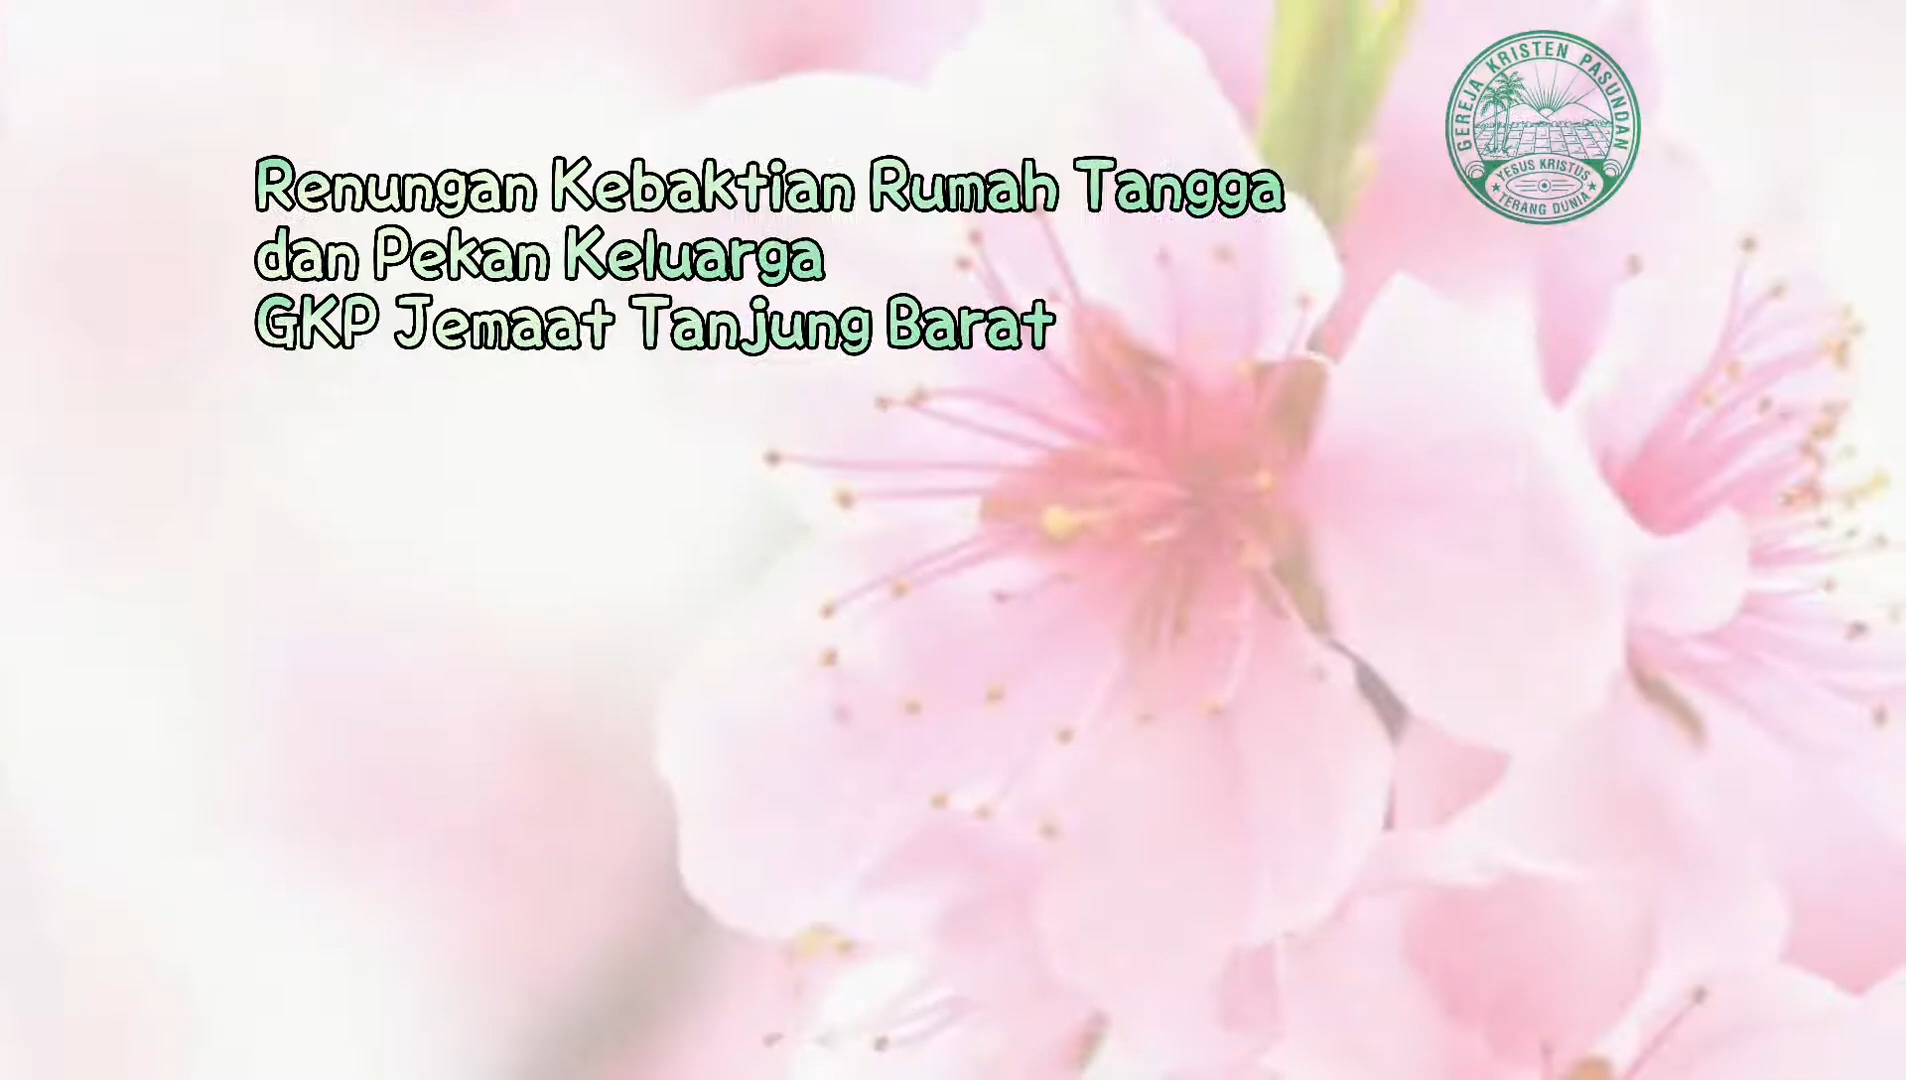 Renungan Kebaktian Rumah Tangga
dan Pekan Keluarga
GKP Jemaat Tanjung Barat
GEREJA KRISTEN PASUNDAN
YESUS KRISTUS
TERANG DUNIA